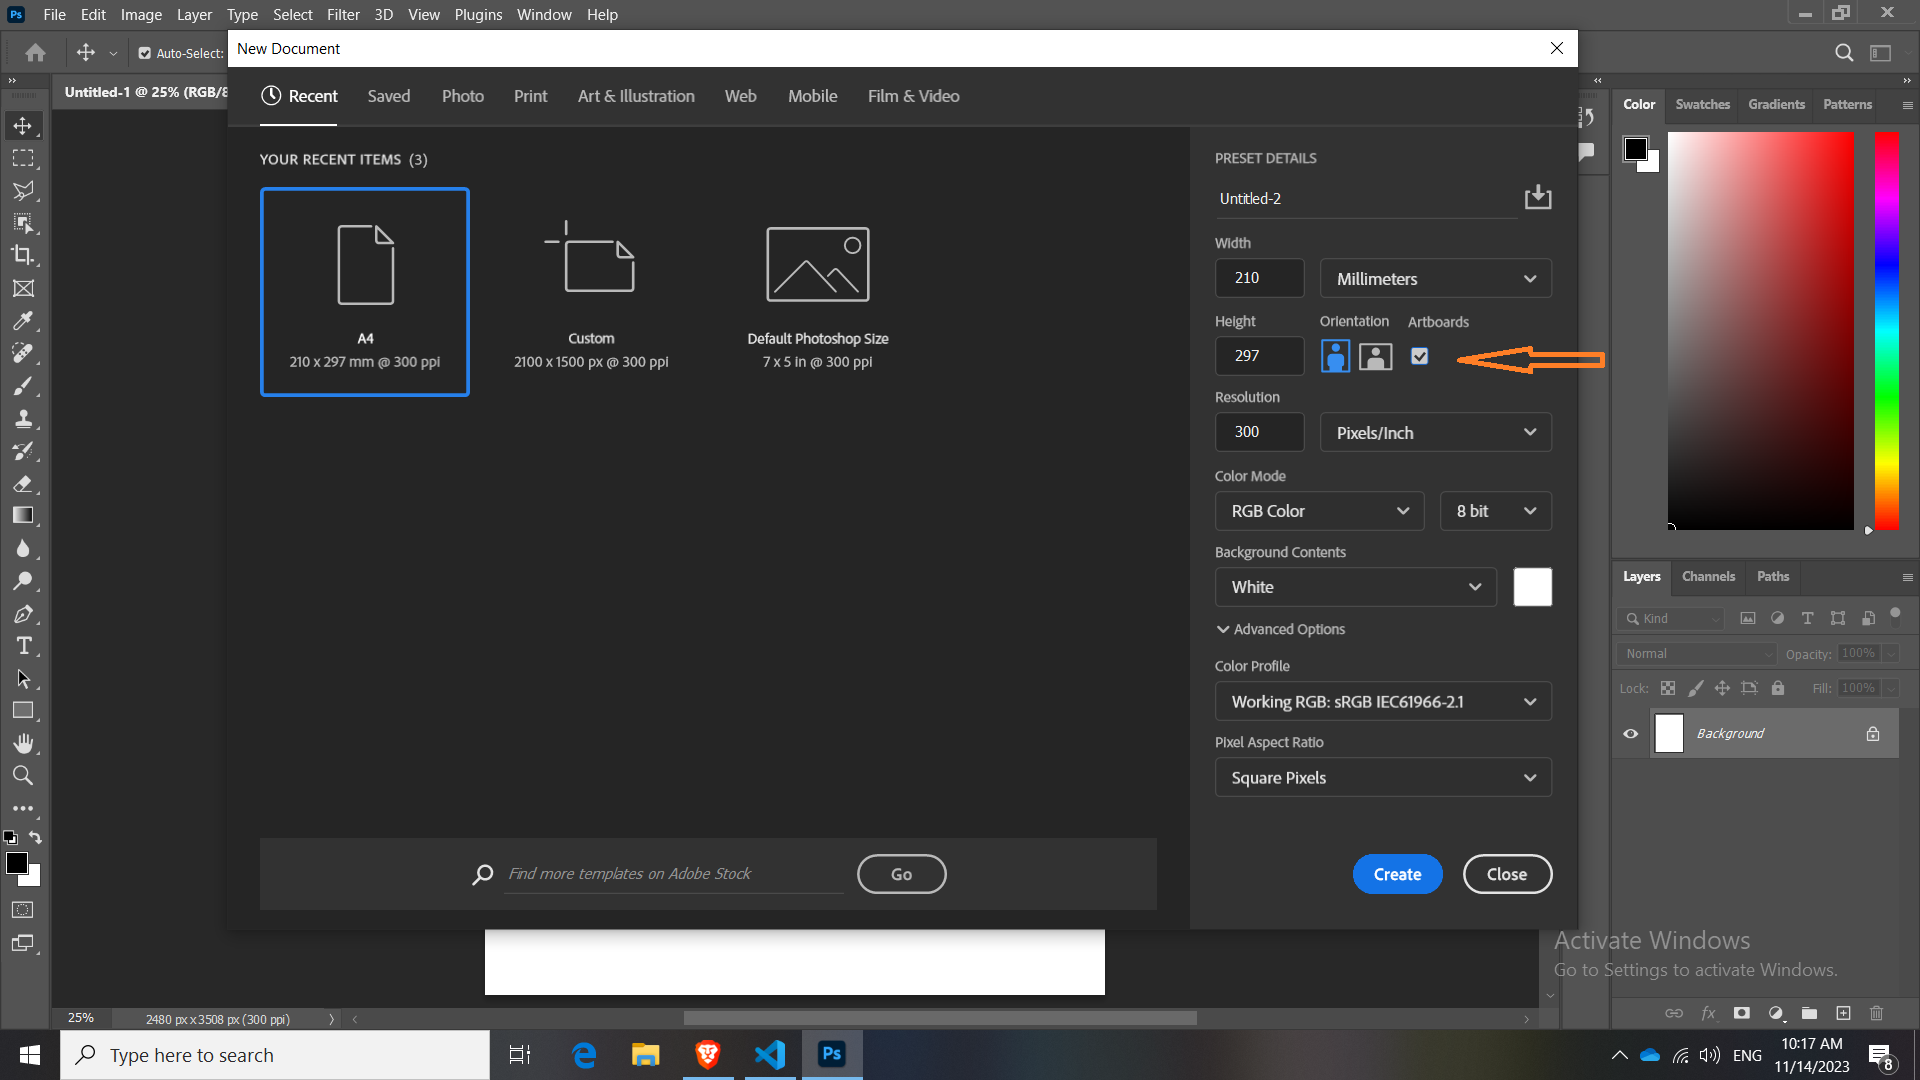 Ps File Edit Image Layer Type Select Filter 3D View Plugins Window Help
Auto-Select:
New Document
Untitled-1 @ 25% (RGB/8
Recent Saved Photo Print Art & Illustration Web Mobile Film & Video
YOUR RECENT ITEMS (3)
A4
210 x 297 mm @ 300 ppi
Custom
2100 x 1500 px @ 300 ppi
Default Photoshop Size
7 x 5 in @ 300 ppi
Find more templates on Adobe Stock
Go
PRESET DETAILS
Untitled-2
Width
210 Millimeters
Height Orientation Artboards
297
Resolution
300 Pixels/Inch
Color Mode
RGB Color 8 bit
Background Contents
White
Advanced Options
Color Profile
Working RGB: sRGB IEC61966-2.1
Pixel Aspect Ratio
Square Pixels
Create Close
Color Swatches Gradients Patterns
Layers Channels Paths
Kind
Normal Opacity: 100%
Lock: Fill: 100%
Background
fx
Activate Windows
Go to Settings to activate Windows.
25% 2480 px x 3508 px (300 ppi)
Type here to search
Ps
ENG
10:17 AM
11/14/2023
8